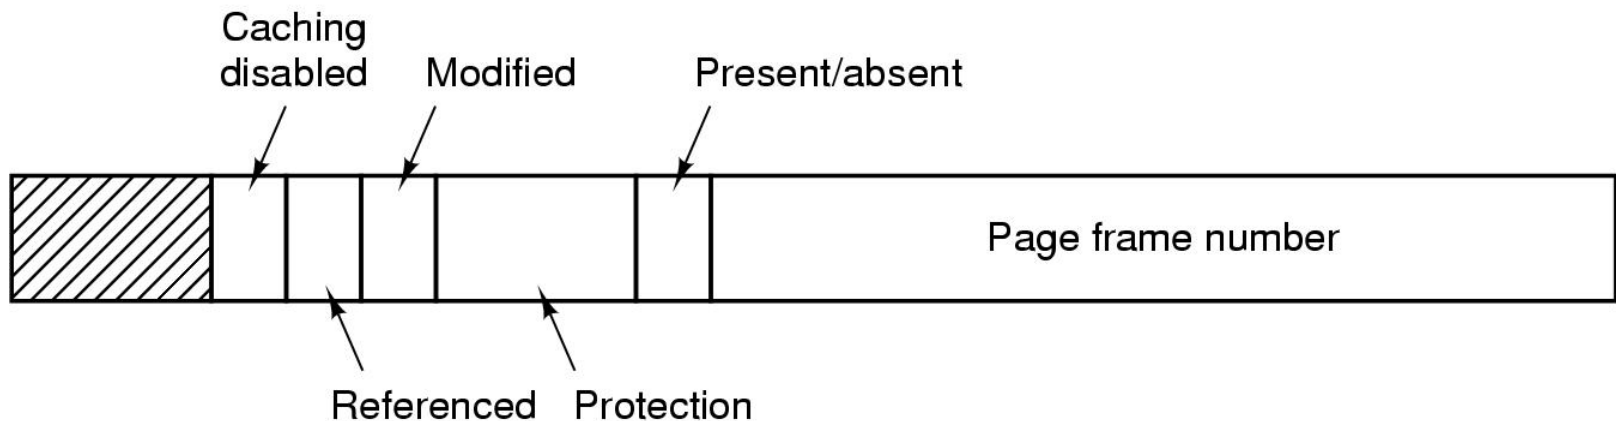 Caching
disabled
Modified
Present/absent
Page frame number
Referenced
Protection